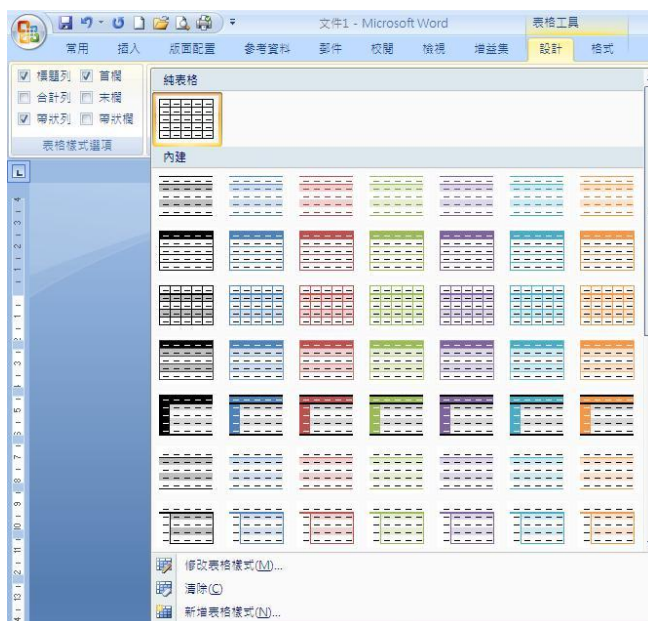 文件1 - Microsoft Word
表格工具
常用 插入 版面配置 參考資料 郵件 校閱 檢視 增益集 設計 格式
標題列 首欄
合計列 末欄
帶狀列 帶狀欄
表格樣式選項
純表格
內建
修改表格樣式(M)...
清除(C)
新增表格樣式(N)...